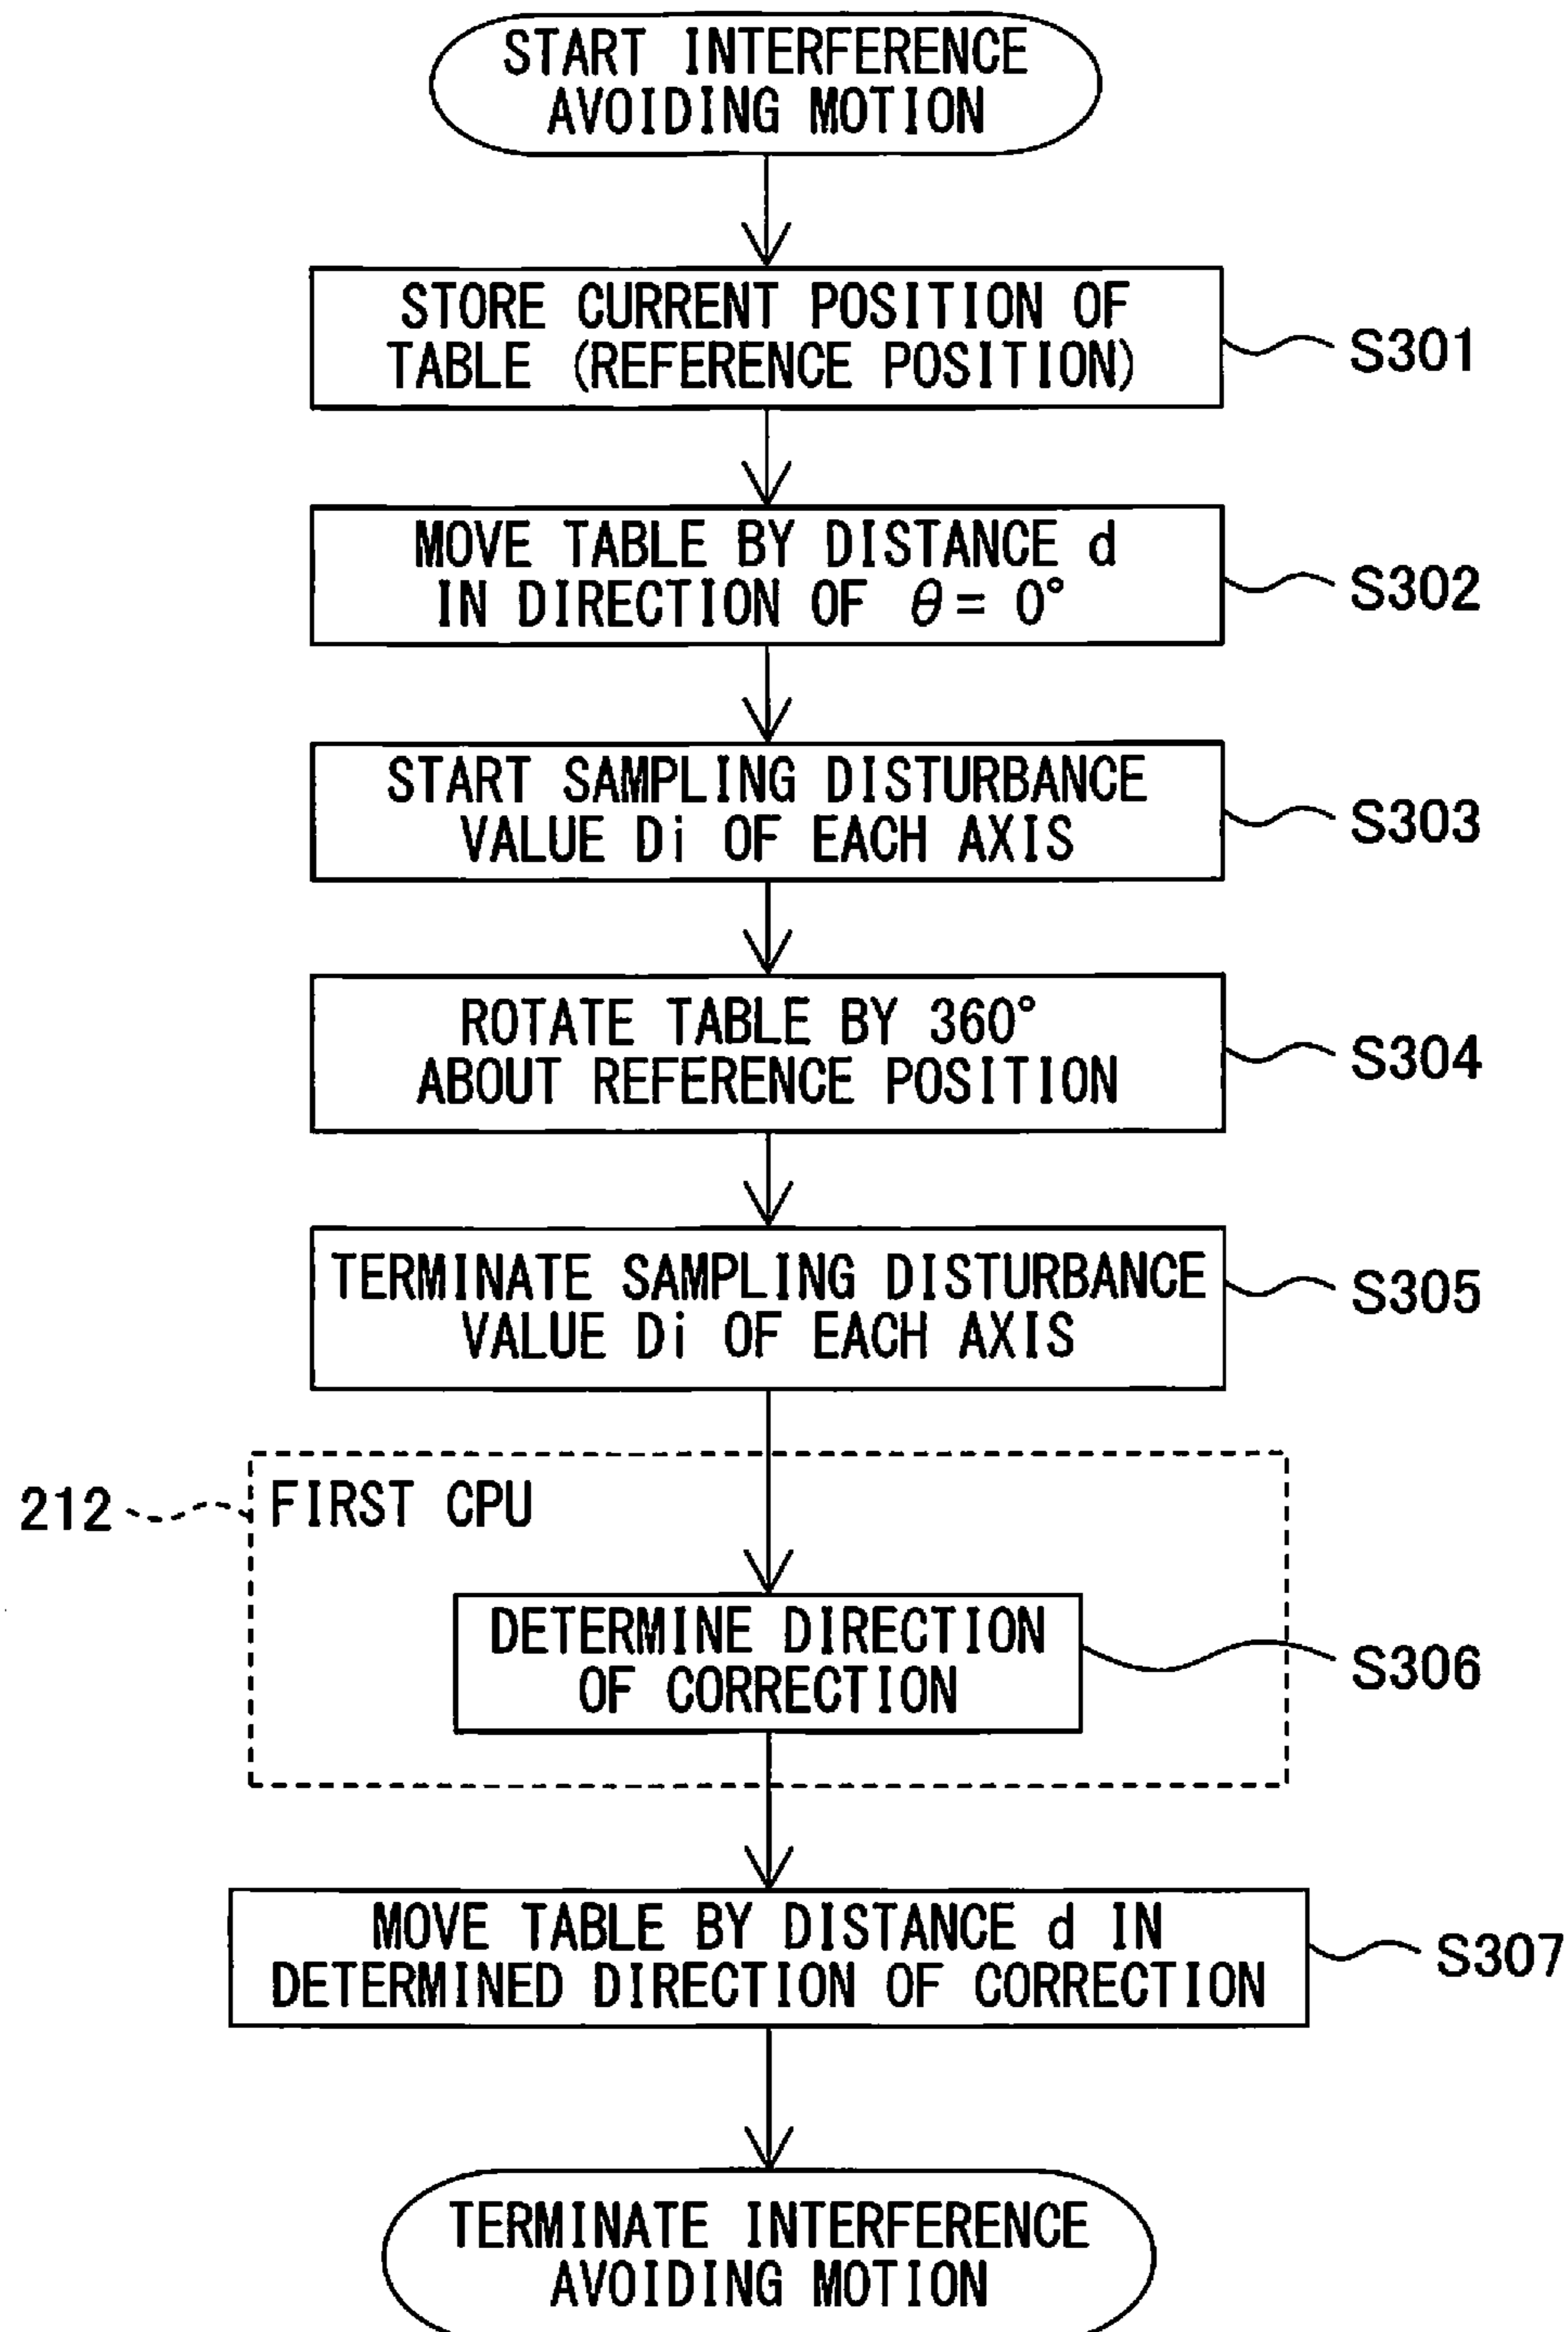 START INTERFERENCE
AVOIDING MOTION
STORE CURRENT POSITION OF
TABLE (REFERENCE POSITION)
S301
MOVE TABLE BY DISTANCE d
IN DIRECTION OF θ = 0°
S302
START SAMPLING DISTURBANCE
VALUE Di OF EACH AXIS
S303
ROTATE TABLE BY 360°
ABOUT REFERENCE POSITION
S304
TERMINATE SAMPLING DISTURBANCE
VALUE Di OF EACH AXIS
S305
212
FIRST CPU
DETERMINE DIRECTION
OF CORRECTION
S306
MOVE TABLE BY DISTANCE d IN
DETERMINED DIRECTION OF CORRECTION
S307
TERMINATE INTERFERENCE
AVOIDING MOTION